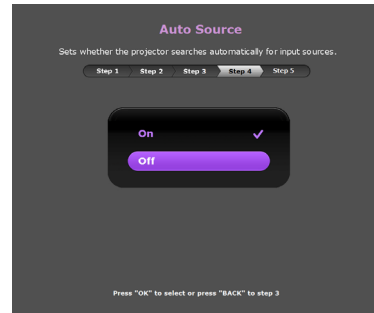 Auto Source
Sets whether the projector searches automatically for input sources.
Step 1 Step 2 Step 3 Step 4 Step 5
On
Off
Press "OK" to select or press "BACK" to step 3